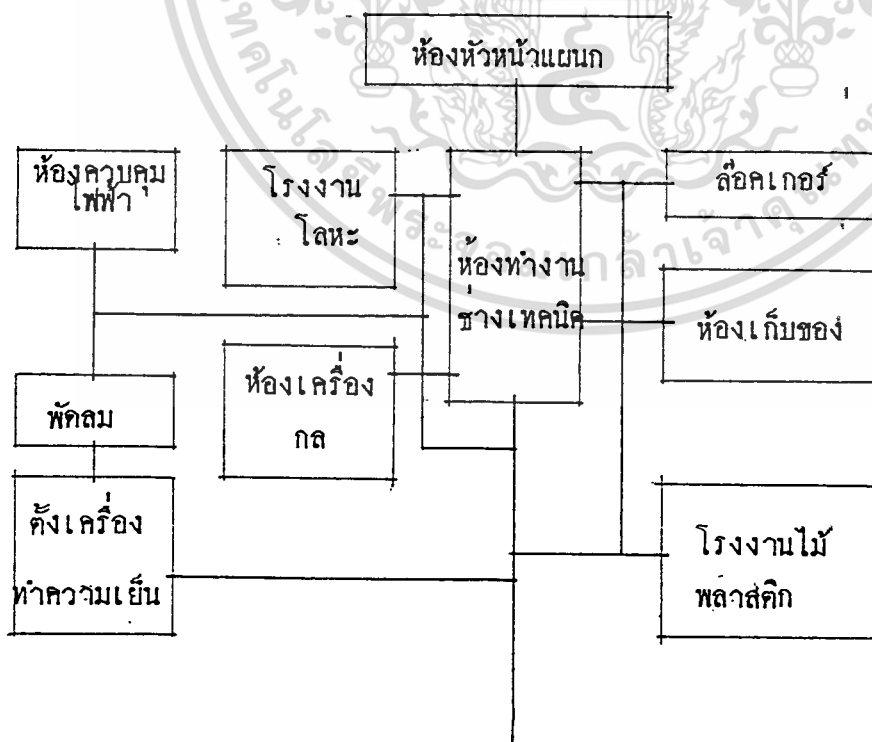 ห้องหัวหน้าแผนก
ห้องควบคุม
ไฟฟ้า
โรงงาน
โลหะ
ห้องทำงาน
ช่างเทคนิค
ล๊อคเกอร์
ห้องเก็บของ
ห้องเครื่อง
กล
พัดลม
ตั้งเครื่อง
ทำความเย็น
โรงงานไม้
พลาสติก